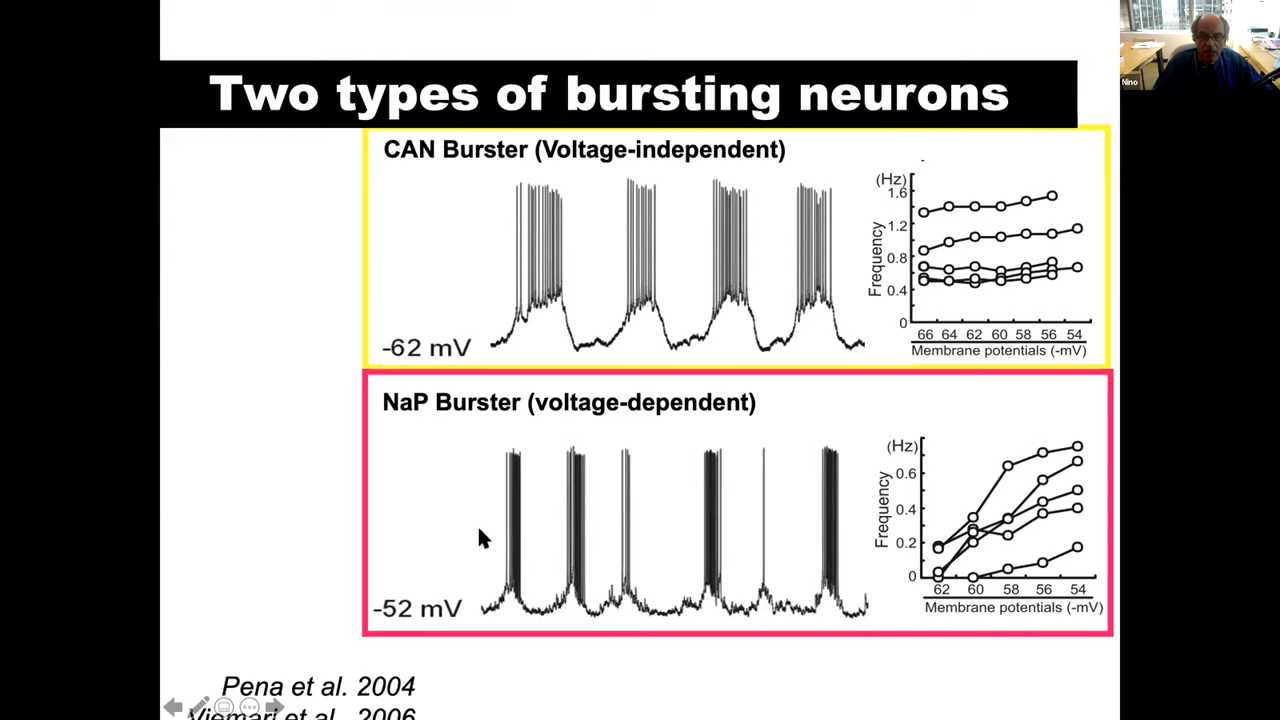 Two types of bursting neurons
CAN Burster (Voltage-independent)
-62 mV
(Hz)
1.6
1.2
0.8
0.4
0
Frequency
66 64 62 60 58 56 54
Membrane potentials (-mV)
NaP Burster (voltage-dependent)
-52 mV
(Hz)
0.6
0.4
0.2
0
Frequency
62 60 58 56 54
Membrane potentials (-mV)
Pena et al. 2004
Viemari et al. 2006
Nino